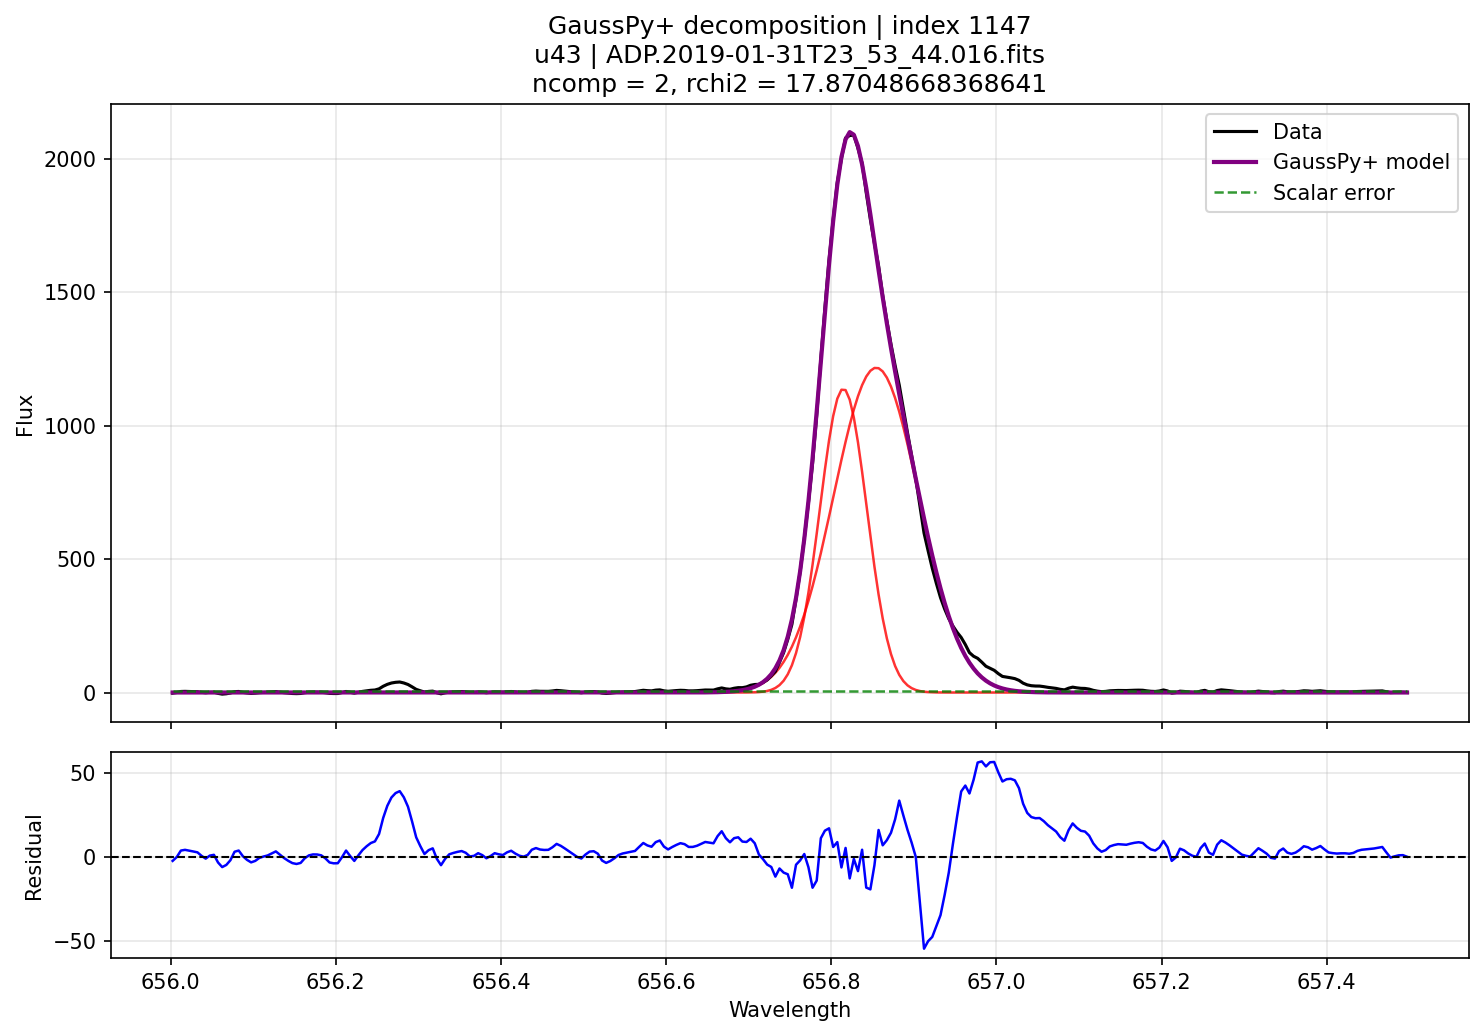 GaussPy+ decomposition | index 1147
u43 | ADP.2019-01-31T23_53_44.016.fits
ncomp = 2, rchi2 = 17.87048668368641
Data
GaussPy+ model
Scalar error
Flux
2000
1500
1000
500
0
Residual
50
0
−50
656.0 656.2 656.4 656.6 656.8 657.0 657.2 657.4
Wavelength